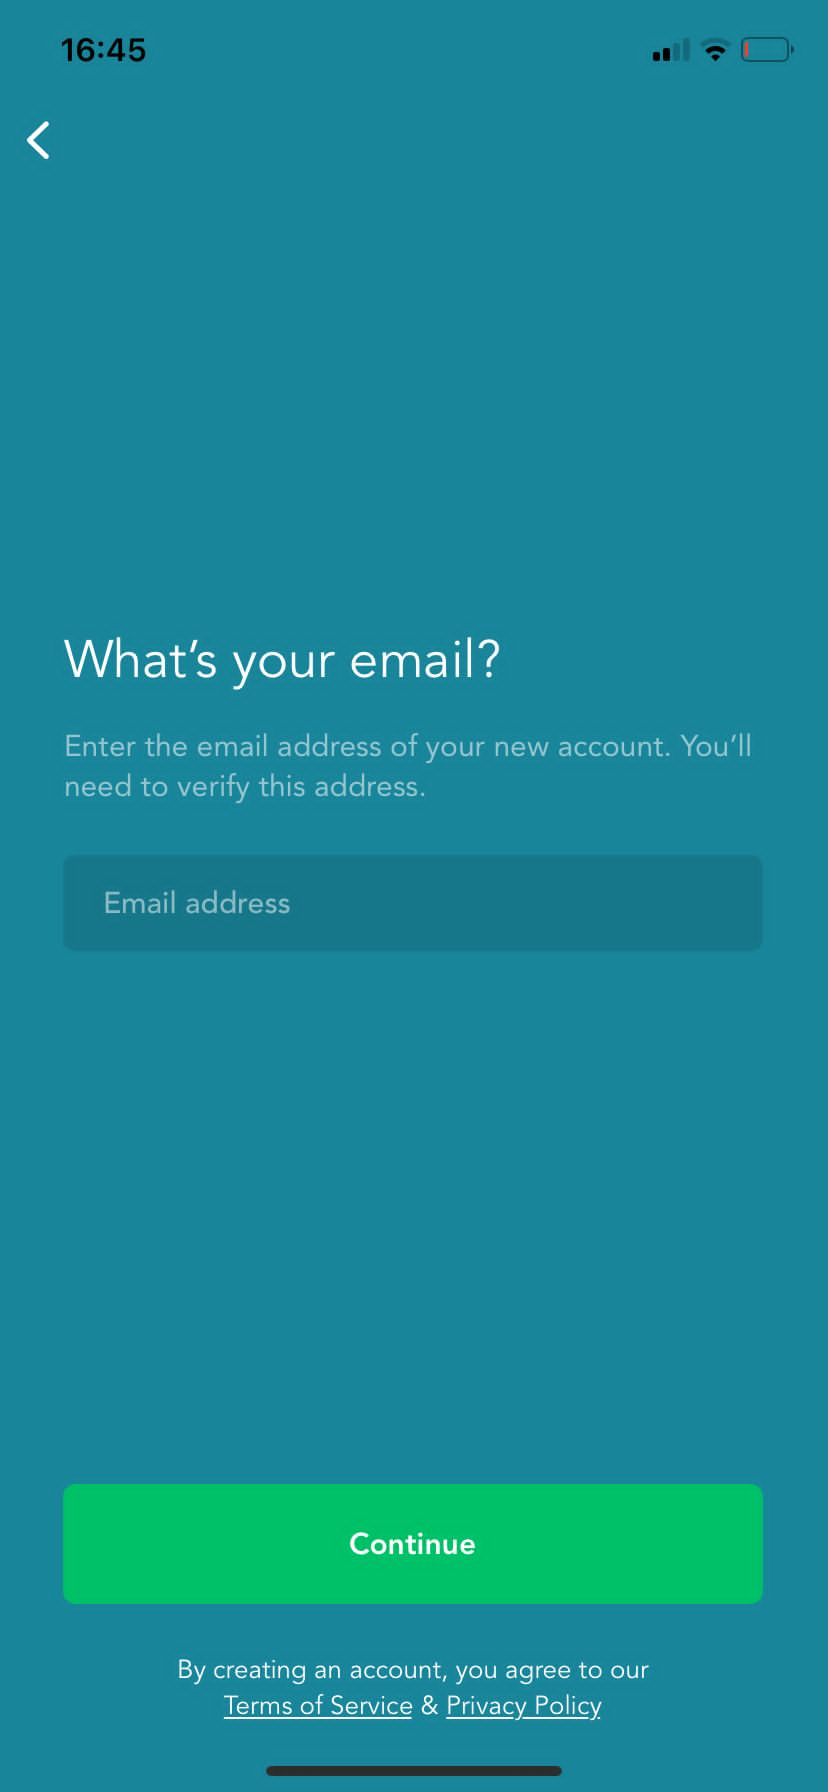 16:45
What's your email?
Enter the email address of your new account. You'll
need to verify this address.
Email address
Continue
By creating an account, you agree to our
Terms of Service & Privacy Policy